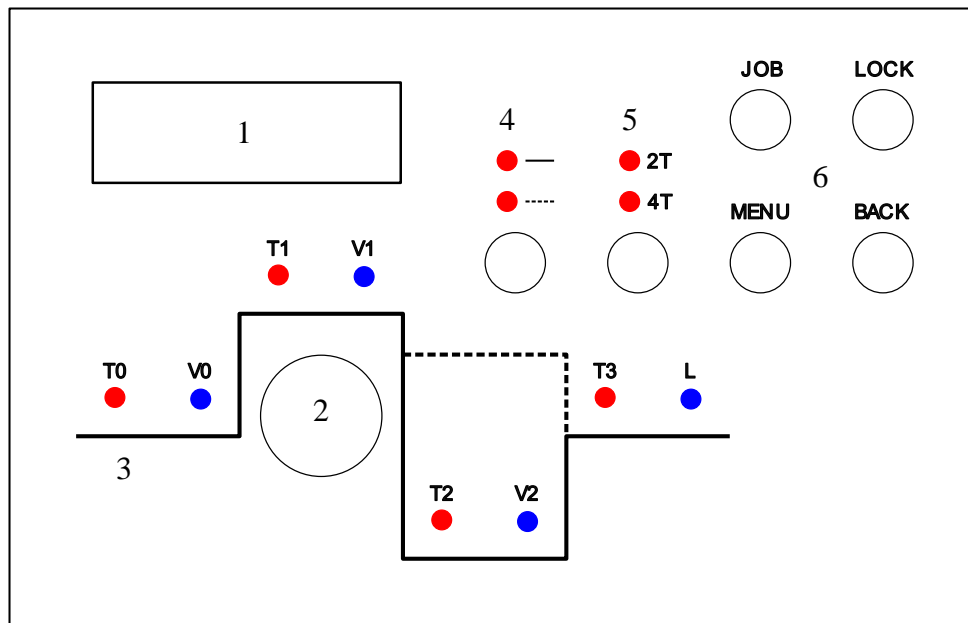 JOB LOCK
1 4 5
2T
4T
6
MENU BACK
T1 V1
T0 V0 T3 L
2
3
T2 V2